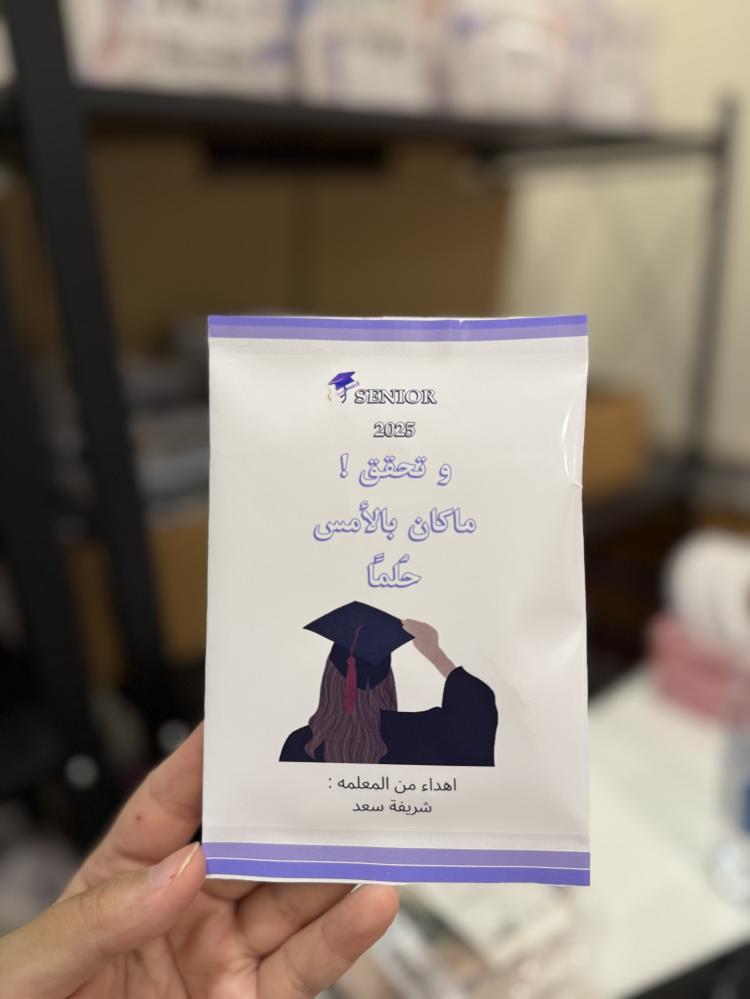 SENIOR
2025
و تحقق !
ماكان بالأمس
حُلماً
اهداء من المعلمه :
شريفة سعد